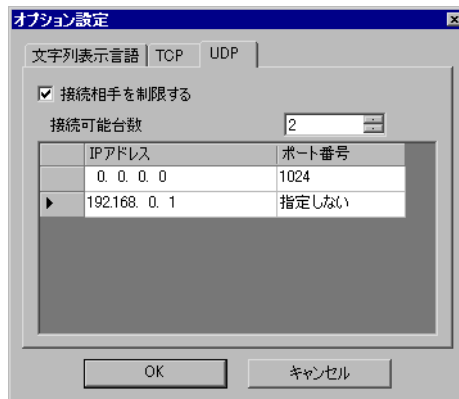 オプション設定
文字列表示言語 TCP UDP
接続相手を制限する
接続可能台数 2
IPアドレス ポート番号
0. 0. 0. 0 1024
192.168. 0. 1 指定しない
OK キャンセル